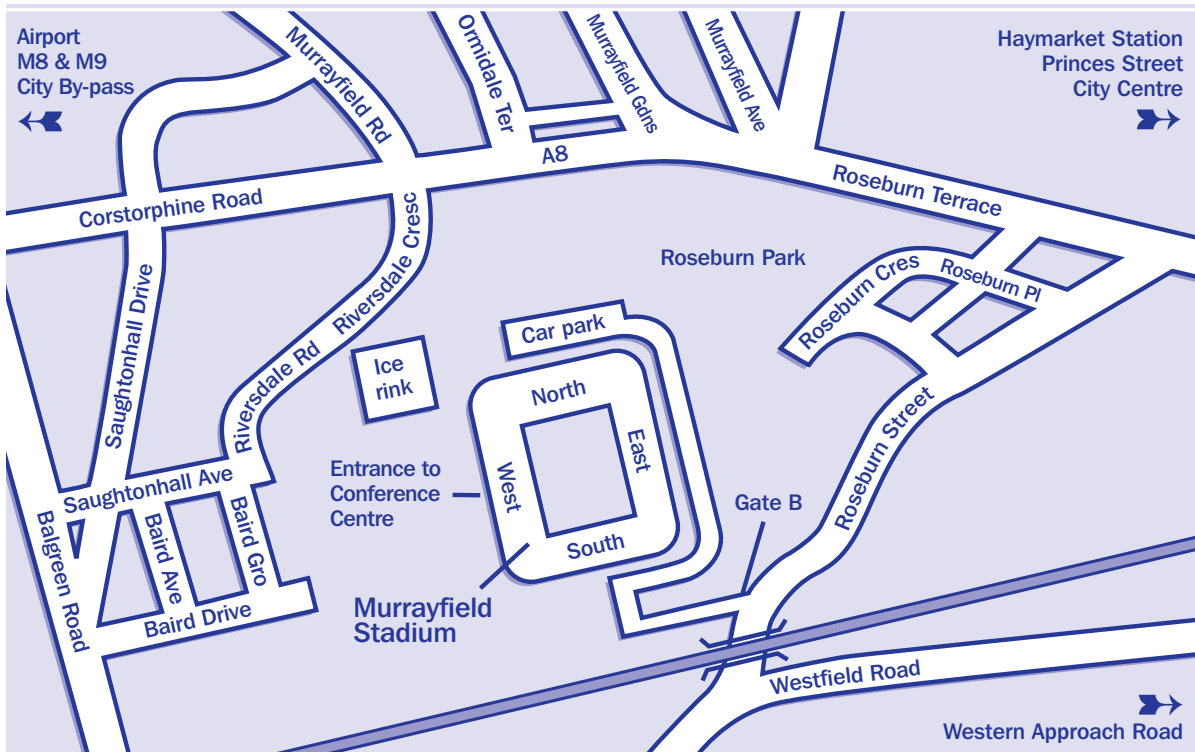 Airport
M8 & M9
City By-pass
Haymarket Station
Princes Street
City Centre
Murrayfield Rd
Ormidale Ter
Murrayfield Gdns
Murrayfield Ave
A8
Corstorphine Road
Roseburn Terrace
Roseburn Park
Roseburn Cres
Roseburn Pl
Saughtonhall Drive
Riversdale Cresc
Riversdale Rd
Car park
Ice
rink
North
East
West
South
Entrance to
Conference
Centre
Gate B
Roseburn Street
Saughtonhall Ave
Balgreen Road
Baird Ave
Baird Gro
Baird Drive
Murrayfield
Stadium
Westfield Road
Western Approach Road